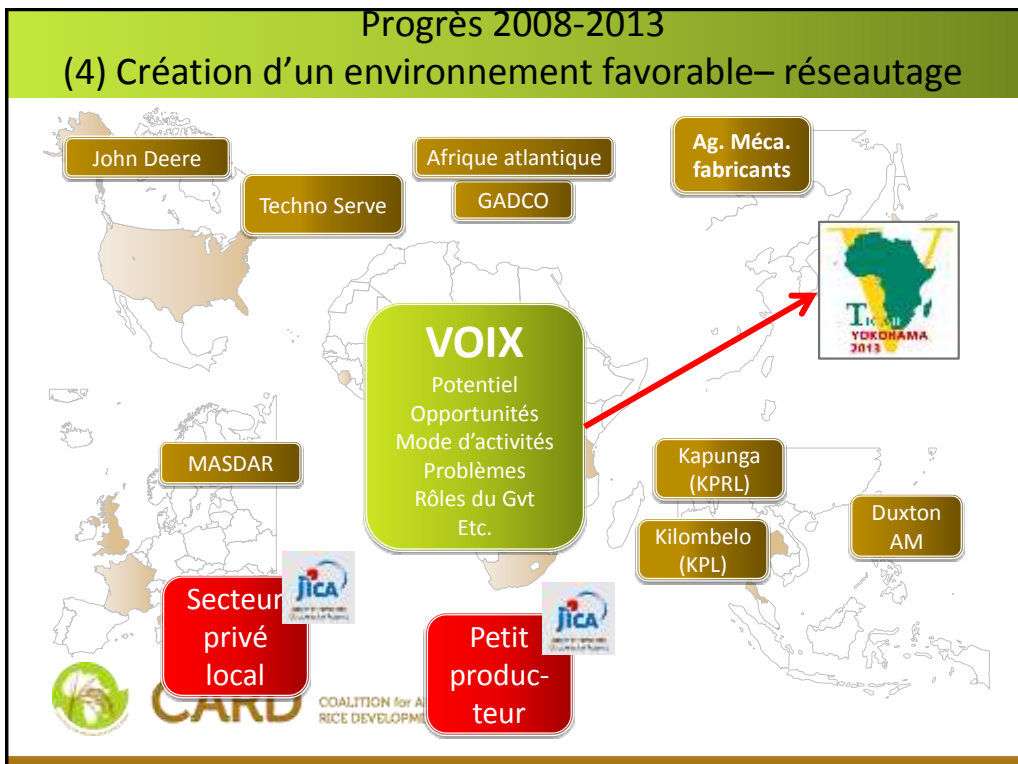 Progrès 2008-2013
(4) Création d’un environnement favorable– réseautage
John Deere
Techno Serve
Afrique atlantique
GADCO
Ag. Méca.
fabricants
YOKOHAMA
2013
VOIX
Potentiel
Opportunités
Mode d’activités
Problèmes
Rôles du Gvt
Etc.
MASDAR
Kapunga
(KPRL)
Kilombelo
(KPL)
Duxton
AM
Secteur
privé
local
jica
Petit
produc-
teur
jica
CARD
COALITION for A
RICE DEVELOPM